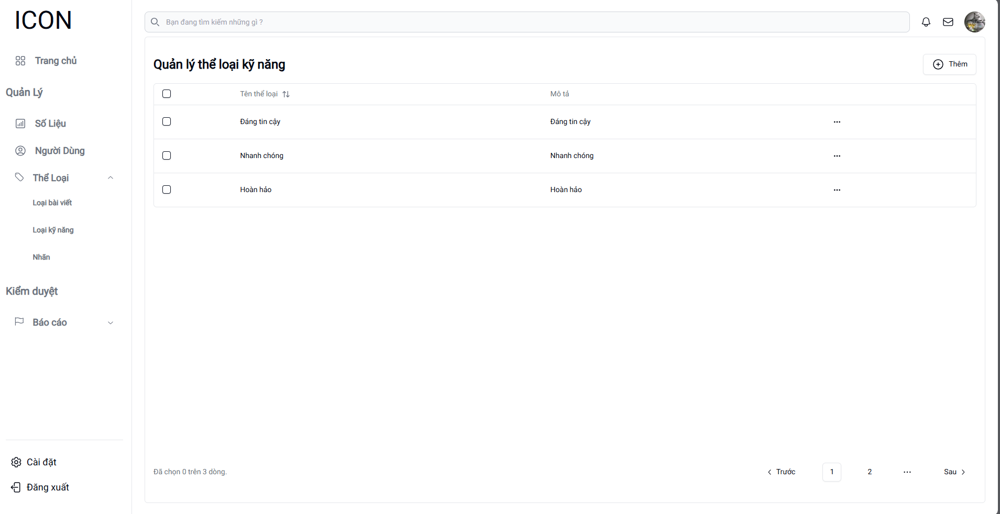 ICON
Bạn đang tìm kiếm những gì ?
Trang chủ
Quản Lý
Số Liệu
Người Dùng
Thể Loại
Loại bài viết
Loại kỹ năng
Nhãn
Kiểm duyệt
Báo cáo
Cài đặt
Đăng xuất
Quản lý thể loại kỹ năng
Thêm
Tên thể loại Mô tả
Đáng tin cậy Đáng tin cậy
Nhanh chóng Nhanh chóng
Hoàn hảo Hoàn hảo
Đã chọn 0 trên 3 dòng.
Trước 1 2 ... Sau